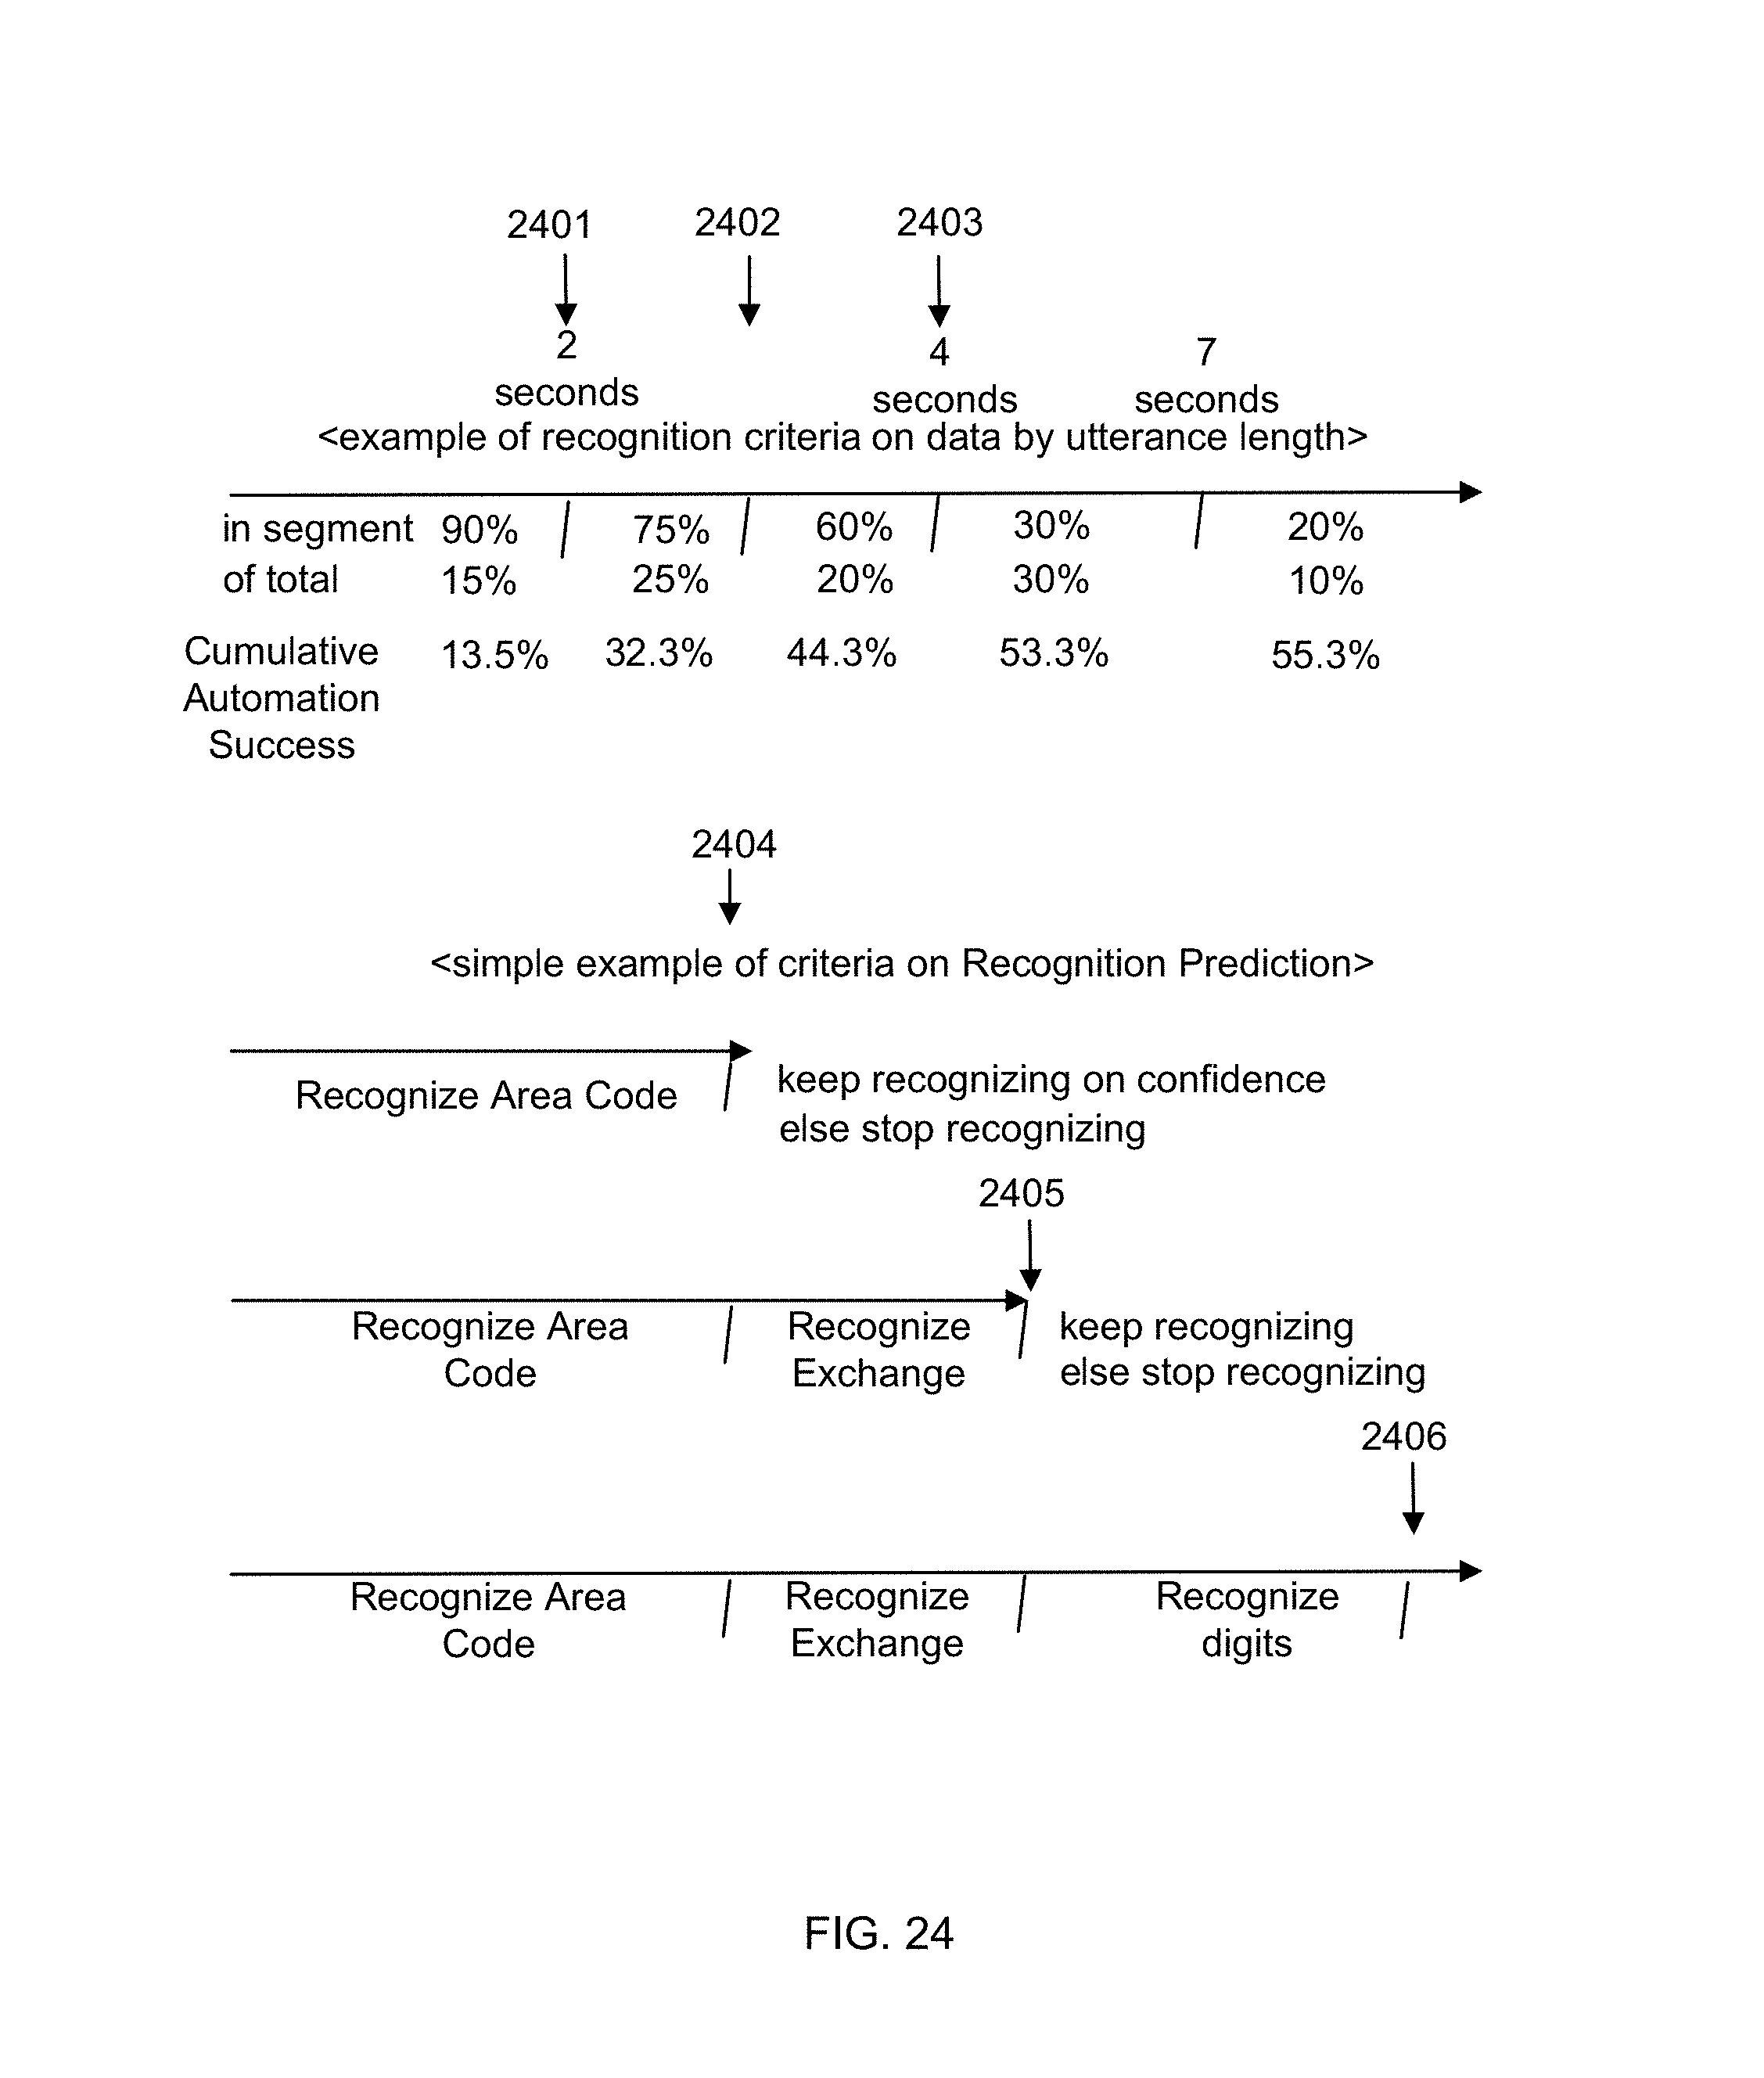 2401 2402 2403
2 4 7
seconds seconds seconds
<example of recognition criteria on data by utterance length>
in segment 90% 75% 60% 30% 20%
of total 15% 25% 20% 30% 10%
Cumulative 13.5% 32.3% 44.3% 53.3% 55.3%
Automation
Success
2404
<simple example of criteria on Recognition Prediction>
Recognize Area Code keep recognizing on confidence
else stop recognizing
2405
Recognize Area Recognize keep recognizing
Code Exchange else stop recognizing
2406
Recognize Area Recognize Recognize
Code Exchange digits
FIG. 24